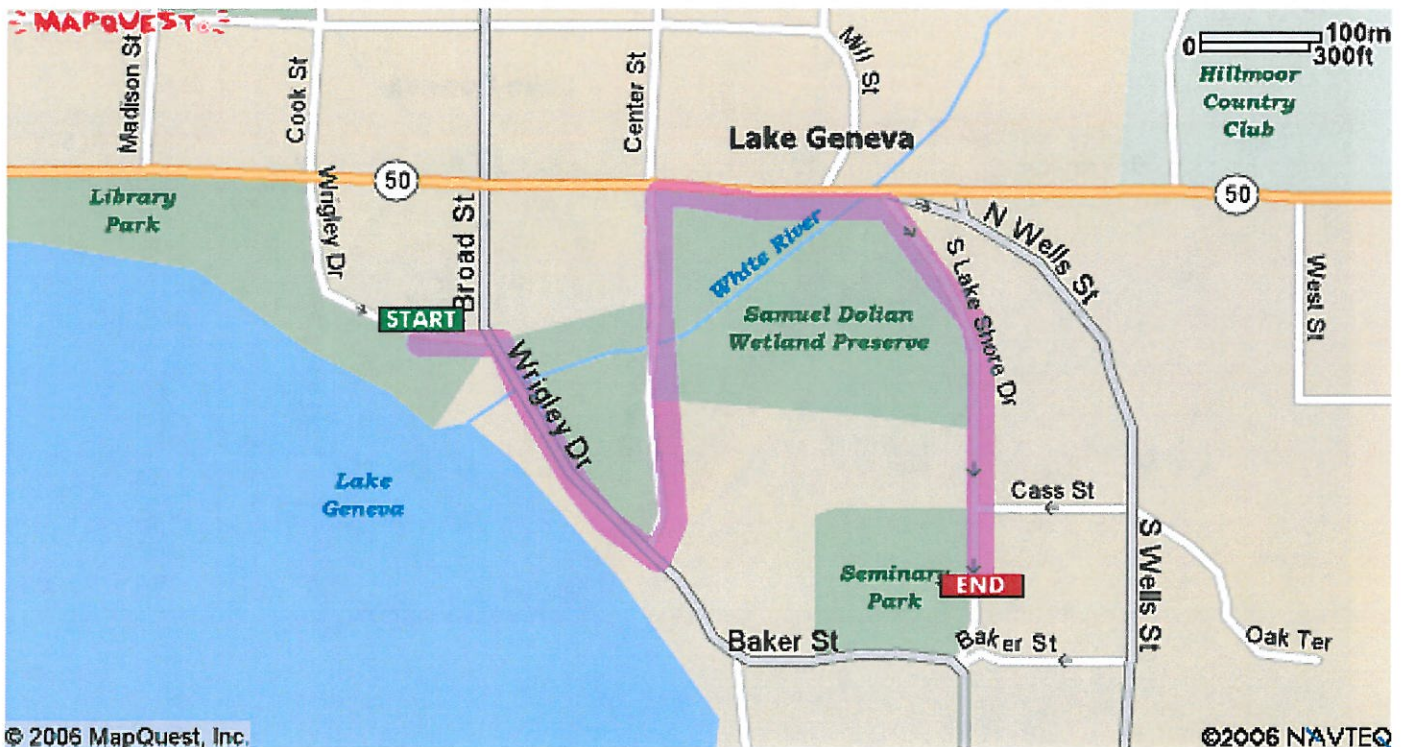 MAPQUEST
100m
0
300ft
Hillmoor
Country
Club
Madison St
Cook St
Center St
Mill St
Lake Geneva
50
50
Library
Park
Wrigley Dr
Broad St
White River
N Wells St
S Lake Shore Dr
West St
START
Samuel Dolian
Wetland Preserve
Wrigley Dr
Lake
Geneva
Cass St
S Wells St
Seminary
Park
END
Baker St
Baker St
Oak Ter
© 2006 MapQuest, Inc.
©2006 NAVTEQ